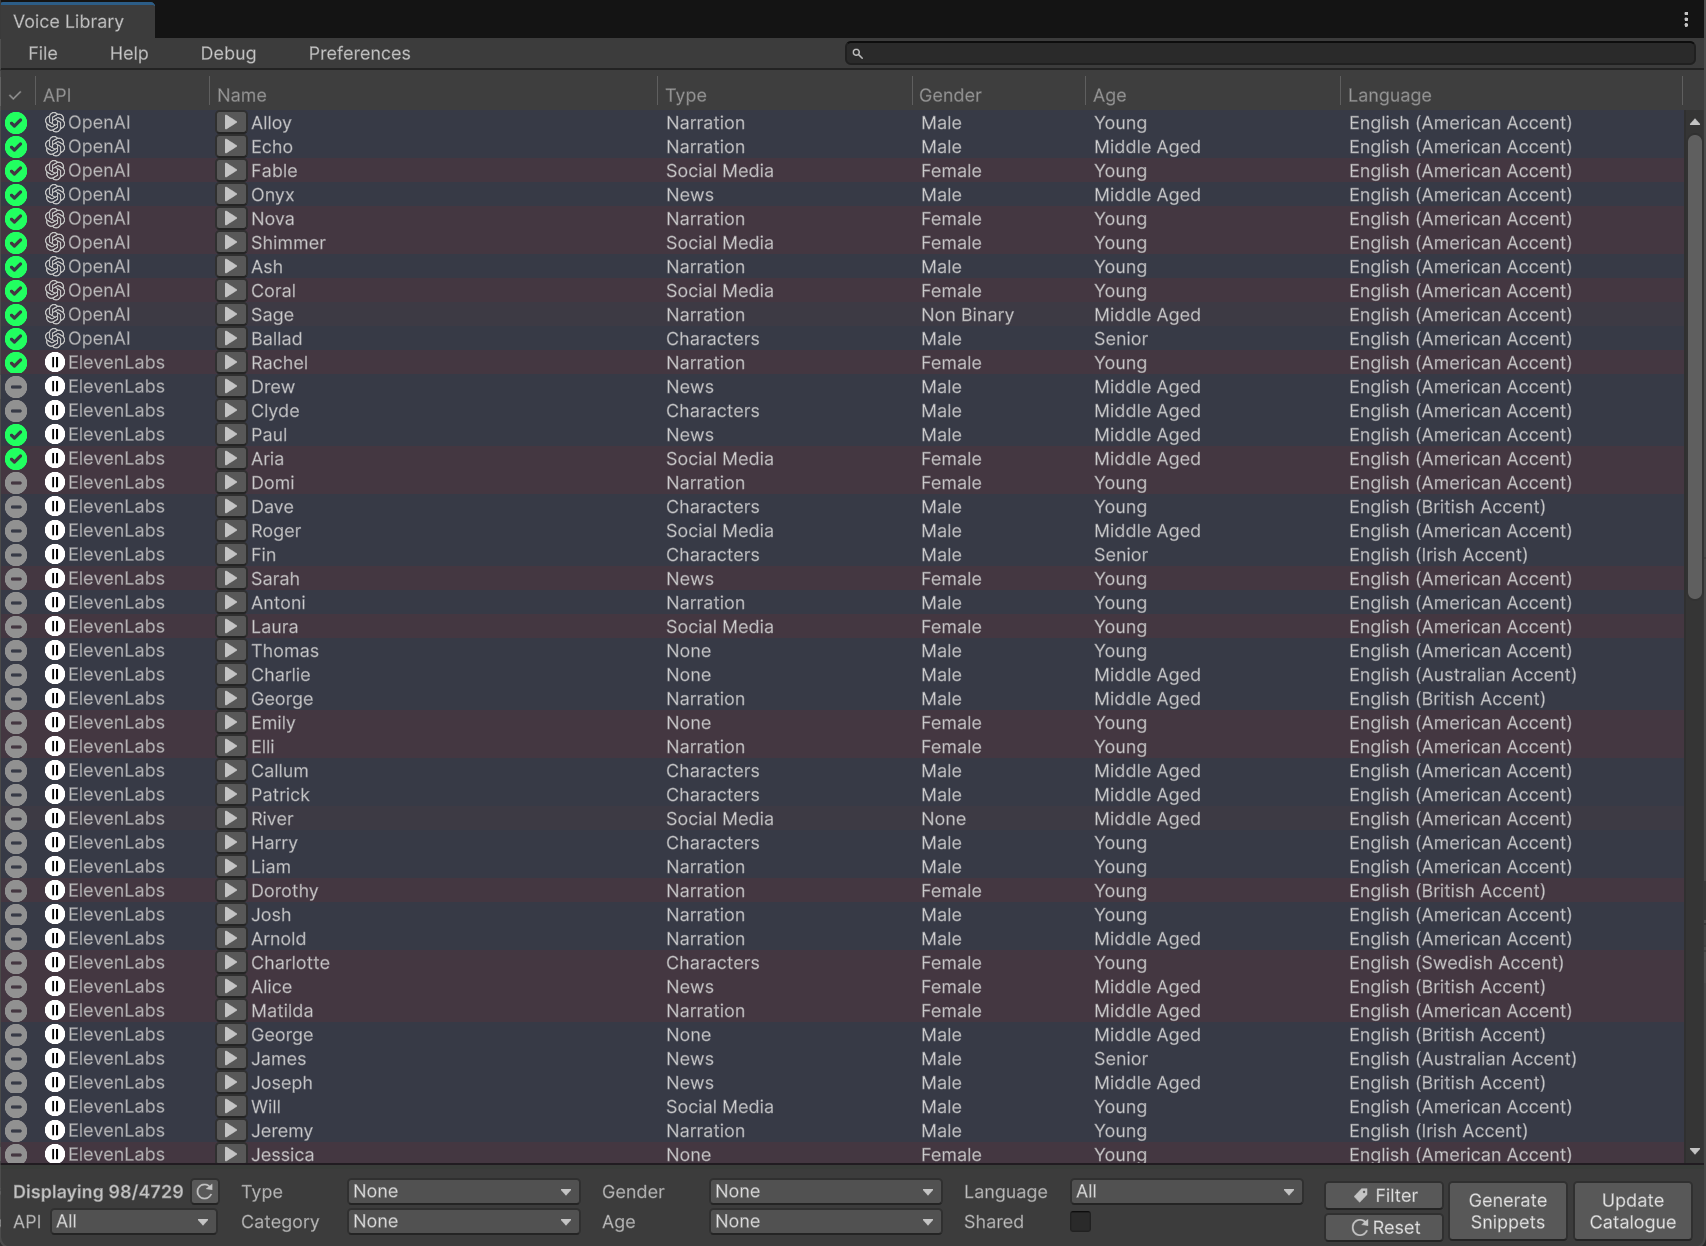 Voice Library
File Help Debug Preferences
API Name Type Gender Age Language
OpenAI Alloy Narration Male Young English (American Accent)
OpenAI Echo Narration Male Middle Aged English (American Accent)
OpenAI Fable Social Media Female Young English (American Accent)
OpenAI Onyx News Male Middle Aged English (American Accent)
OpenAI Nova Narration Female Young English (American Accent)
OpenAI Shimmer Social Media Female Young English (American Accent)
OpenAI Ash Narration Male Young English (American Accent)
OpenAI Coral Social Media Female Young English (American Accent)
OpenAI Sage Narration Non Binary Middle Aged English (American Accent)
OpenAI Ballad Characters Male Senior English (American Accent)
ElevenLabs Rachel Narration Female Young English (American Accent)
ElevenLabs Drew News Male Middle Aged English (American Accent)
ElevenLabs Clyde Characters Male Middle Aged English (American Accent)
ElevenLabs Paul News Male Middle Aged English (American Accent)
ElevenLabs Aria Social Media Female Middle Aged English (American Accent)
ElevenLabs Domi Narration Female Young English (American Accent)
ElevenLabs Dave Characters Male Young English (British Accent)
ElevenLabs Roger Social Media Male Middle Aged English (American Accent)
ElevenLabs Fin Characters Male Senior English (Irish Accent)
ElevenLabs Sarah News Female Young English (American Accent)
ElevenLabs Antoni Narration Male Young English (American Accent)
ElevenLabs Laura Social Media Female Young English (American Accent)
ElevenLabs Thomas None Male Young English (American Accent)
ElevenLabs Charlie None Male Middle Aged English (Australian Accent)
ElevenLabs George Narration Male Middle Aged English (British Accent)
ElevenLabs Emily None Female Young English (American Accent)
ElevenLabs Elli Narration Female Young English (American Accent)
ElevenLabs Callum Characters Male Middle Aged English (American Accent)
ElevenLabs Patrick Characters Male Middle Aged English (American Accent)
ElevenLabs River Social Media None Middle Aged English (American Accent)
ElevenLabs Harry Characters Male Young English (American Accent)
ElevenLabs Liam Narration Male Young English (American Accent)
ElevenLabs Dorothy Narration Female Young English (British Accent)
ElevenLabs Josh Narration Male Young English (American Accent)
ElevenLabs Arnold Narration Male Middle Aged English (American Accent)
ElevenLabs Charlotte Characters Female Young English (Swedish Accent)
ElevenLabs Alice News Female Middle Aged English (British Accent)
ElevenLabs Matilda Narration Female Middle Aged English (American Accent)
ElevenLabs George None Male Middle Aged English (British Accent)
ElevenLabs James News Male Senior English (Australian Accent)
ElevenLabs Joseph News Male Middle Aged English (British Accent)
ElevenLabs Will Social Media Male Young English (American Accent)
ElevenLabs Jeremy Narration Male Young English (Irish Accent)
ElevenLabs Jessica None Female Young English (American Accent)
Displaying 98/4729 Type None Gender None Language All Filter
API All Category None Age None Shared Reset
Generate Snippets
Update Catalogue